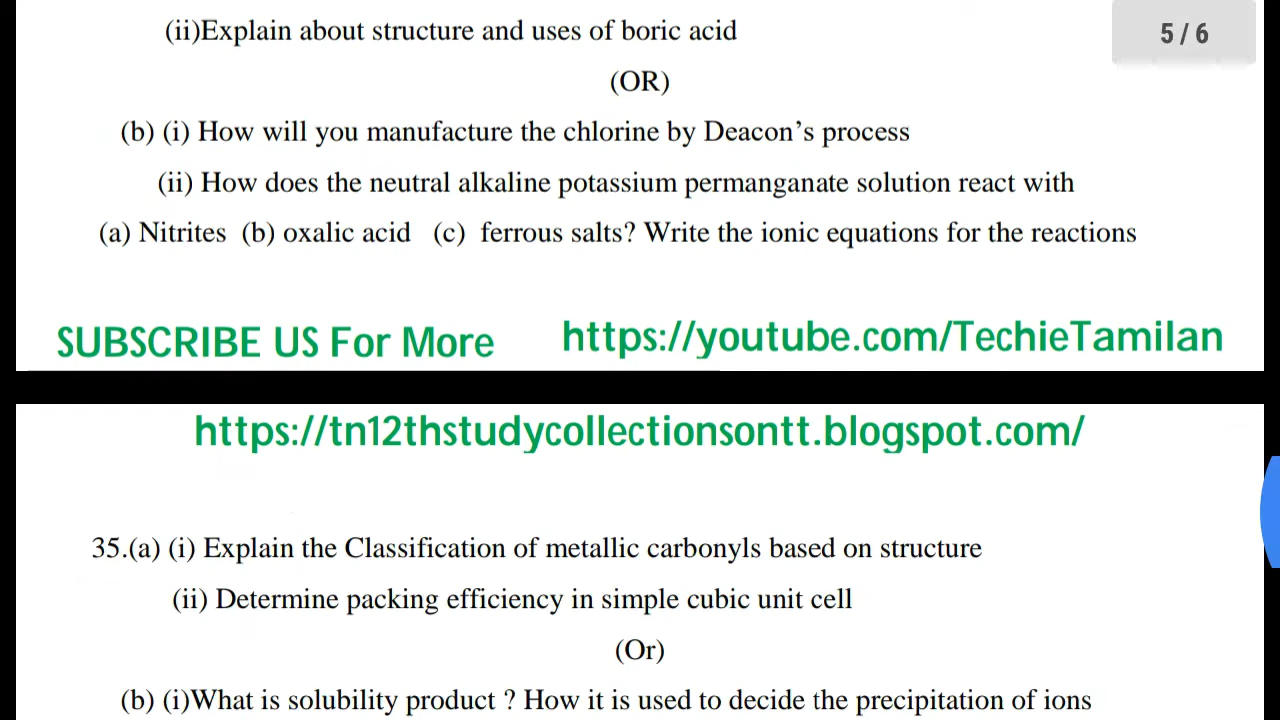 (ii)Explain about structure and uses of boric acid
5 / 6
(OR)
(b) (i) How will you manufacture the chlorine by Deacon's process
(ii) How does the neutral alkaline potassium permanganate solution react with
(a) Nitrites (b) oxalic acid (c) ferrous salts? Write the ionic equations for the reactions
SUBSCRIBE US For More https://youtube.com/TechieTamilan
https://tn12thstudycollectionsontt.blogspot.com/
35.(a) (i) Explain the Classification of metallic carbonyls based on structure
(ii) Determine packing efficiency in simple cubic unit cell
(Or)
(b) (i)What is solubility product ? How it is used to decide the precipitation of ions